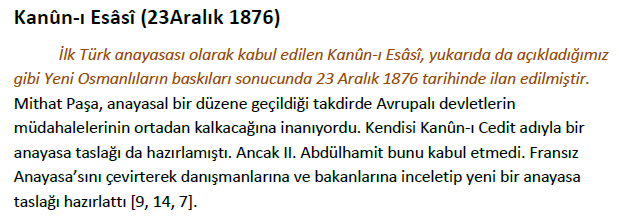 Kanûn-ı Esâsî (23Aralık 1876)
İlk Türk anayasası olarak kabul edilen Kanûn-ı Esâsî, yukarıda da açıkladığımız
gibi Yeni Osmanlıların baskıları sonucunda 23 Aralık 1876 tarihinde ilan edilmiştir.
Mithat Paşa, anayasal bir düzene geçildiği takdirde Avrupalı devletlerin
müdahalelerinin ortadan kalkacağına inanıyordu. Kendisi Kanûn-ı Cedit adıyla bir
anayasa taslağı da hazırlamıştı. Ancak II. Abdülhamit bunu kabul etmedi. Fransız
Anayasa’sını çevirterek danışmanlarına ve bakanlarına inceletip yeni bir anayasa
taslağı hazırlattı [9, 14, 7].